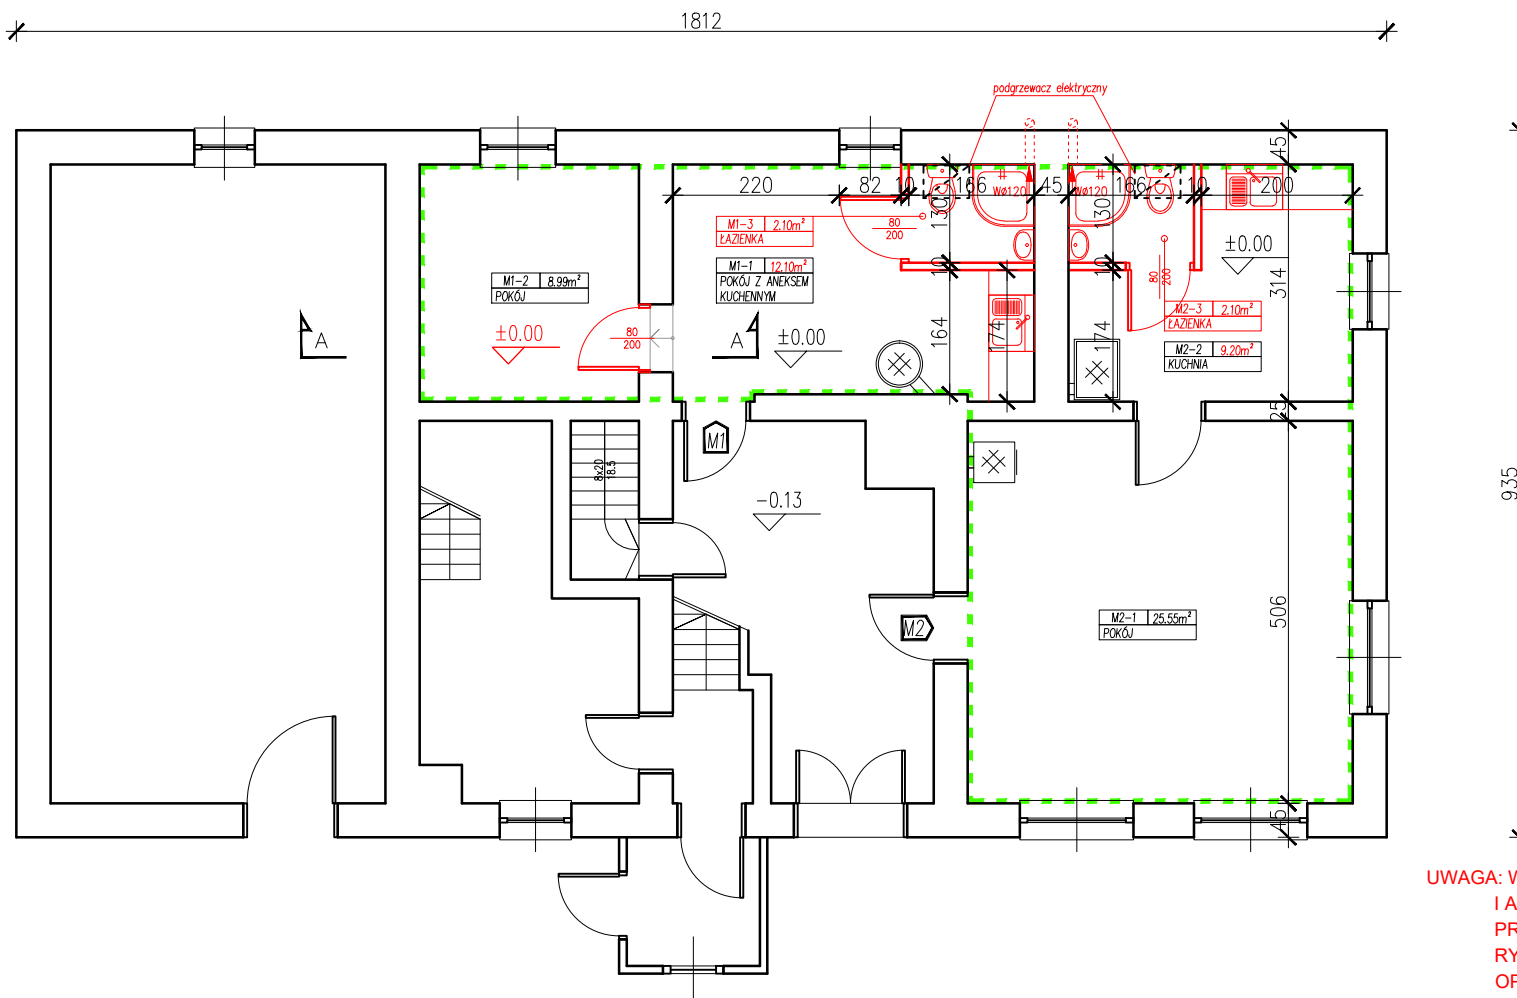 1812
podgrzewacz elektryczny
45
220
82
10
166
45
166
10
200
Wø120
Wø120
130
130
M1-3 2.10m²
ŁAZIENKA
80
200
±0.00
M1-1 12.10m²
POKÓJ Z ANEKSEM
KUCHENNYM
10
10
80
200
314
M1-2 8.99m²
POKÓJ
M2-3 2.10m²
ŁAZIENKA
±0.00
80
200
A
A
±0.00
164
174
174
M2-2 9.20m²
KUCHNIA
25
M1
8x20
18.5
-0.13
935
M2
M2-1 25.55m²
POKÓJ
506
45
UWAGA: W
I A
PR
RY
OP